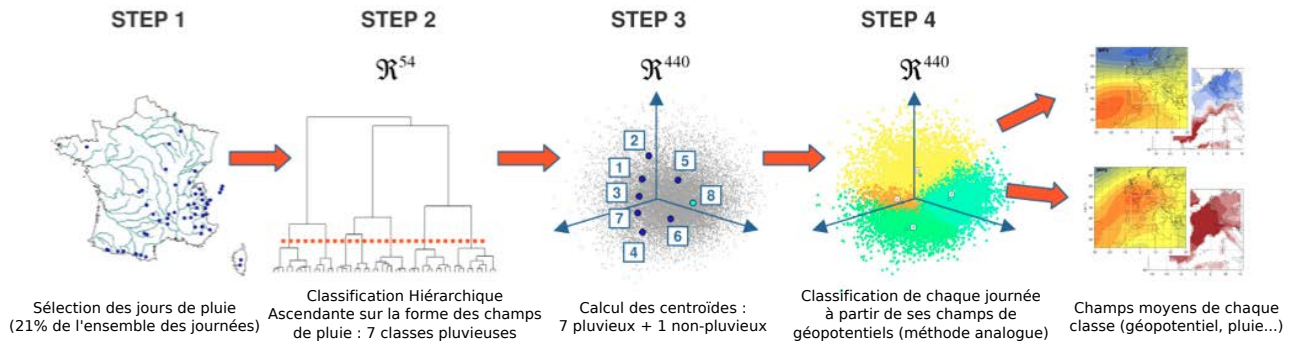 STEP 1
STEP 2
STEP 3
STEP 4
ℜ⁵⁴
ℜ⁴⁴⁰
ℜ⁴⁴⁰
2
1
5
3
8
7
6
4
Sélection des jours de pluie
(21% de l'ensemble des journées)
Classification Hiérarchique
Ascendante sur la forme des champs
de pluie : 7 classes pluvieuses
Calcul des centroïdes :
7 pluvieux + 1 non-pluvieux
Classification de chaque journée
à partir de ses champs de
géopotentiels (méthode analogue)
Champs moyens de chaque
classe (géopotentiel, pluie...)